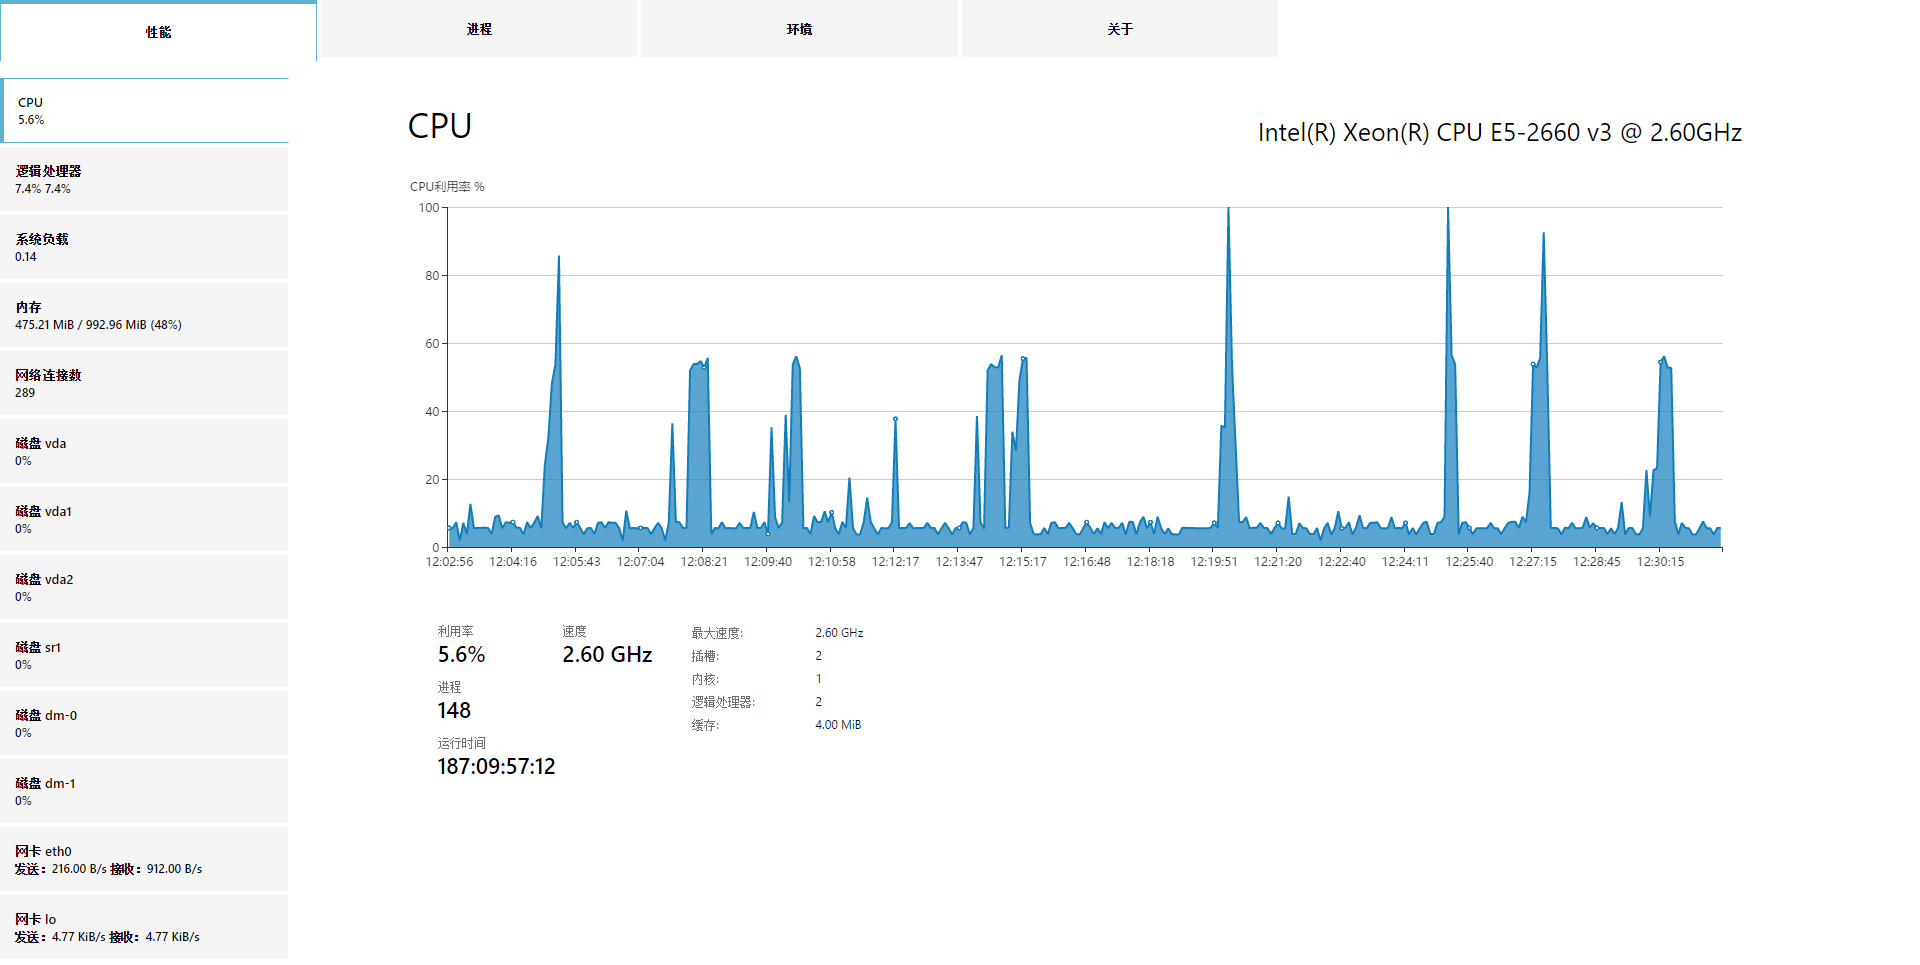 性能
进程
环境
关于
CPU
5.6%
逻辑处理器
7.4% 7.4%
系统负载
0.14
内存
475.21 MiB / 992.96 MiB (48%)
网络连接数
289
磁盘 vda
0%
磁盘 vda1
0%
磁盘 vda2
0%
磁盘 sr1
0%
磁盘 dm-0
0%
磁盘 dm-1
0%
网卡 eth0
发送：216.00 B/s 接收：912.00 B/s
网卡 lo
发送：4.77 KiB/s 接收：4.77 KiB/s
CPU
Intel(R) Xeon(R) CPU E5-2660 v3 @ 2.60GHz
CPU利用率 %
100
80
60
40
20
0
12:02:56 12:04:16 12:05:43 12:07:04 12:08:21 12:09:40 12:10:58 12:12:17 12:13:47 12:15:17 12:16:48 12:18:18 12:19:51 12:21:20 12:22:40 12:24:11 12:25:40 12:27:15 12:28:45 12:30:15
利用率
5.6%
速度
2.60 GHz
进程
148
运行时间
187:09:57:12
最大速度: 2.60 GHz
插槽: 2
内核: 1
逻辑处理器: 2
缓存: 4.00 MiB